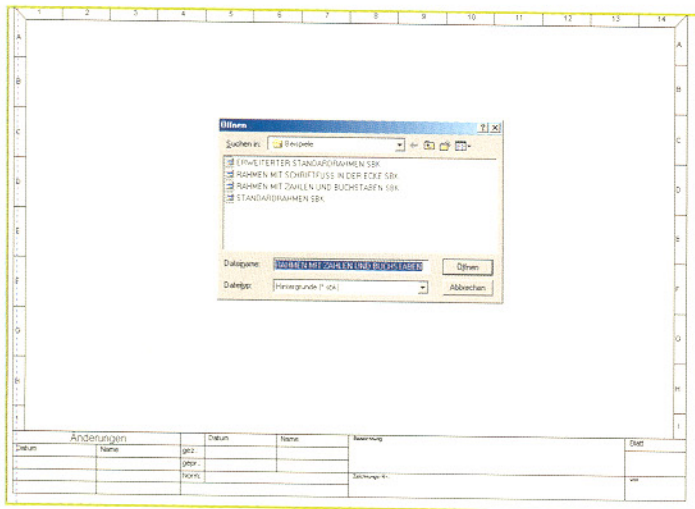 1 2 3 4 5 6 7 8 9 10 11 12 13 14
A A
B B
C C
D D
E E
F F
G G
H H
I I
Öffnen
Suchen in: Beispiele
ERWEITERTER STANDARDRAHMEN.SBK
RAHMEN MIT SCHRIFTFUSS IN DER ECKE.SBK
RAHMEN MIT ZAHLEN UND BUCHSTABEN.SBK
STANDARDRAHMEN.SBK
Dateiname: RAHMEN MIT ZAHLEN UND BUCHSTABEN
Öffnen
Dateityp: Hintergründe (*.sbk)
Abbrechen
Änderungen Datum Name Benennung Blatt
Datum Name gez.:
gepr.:
Norm: Zeichnungs-Nr. von